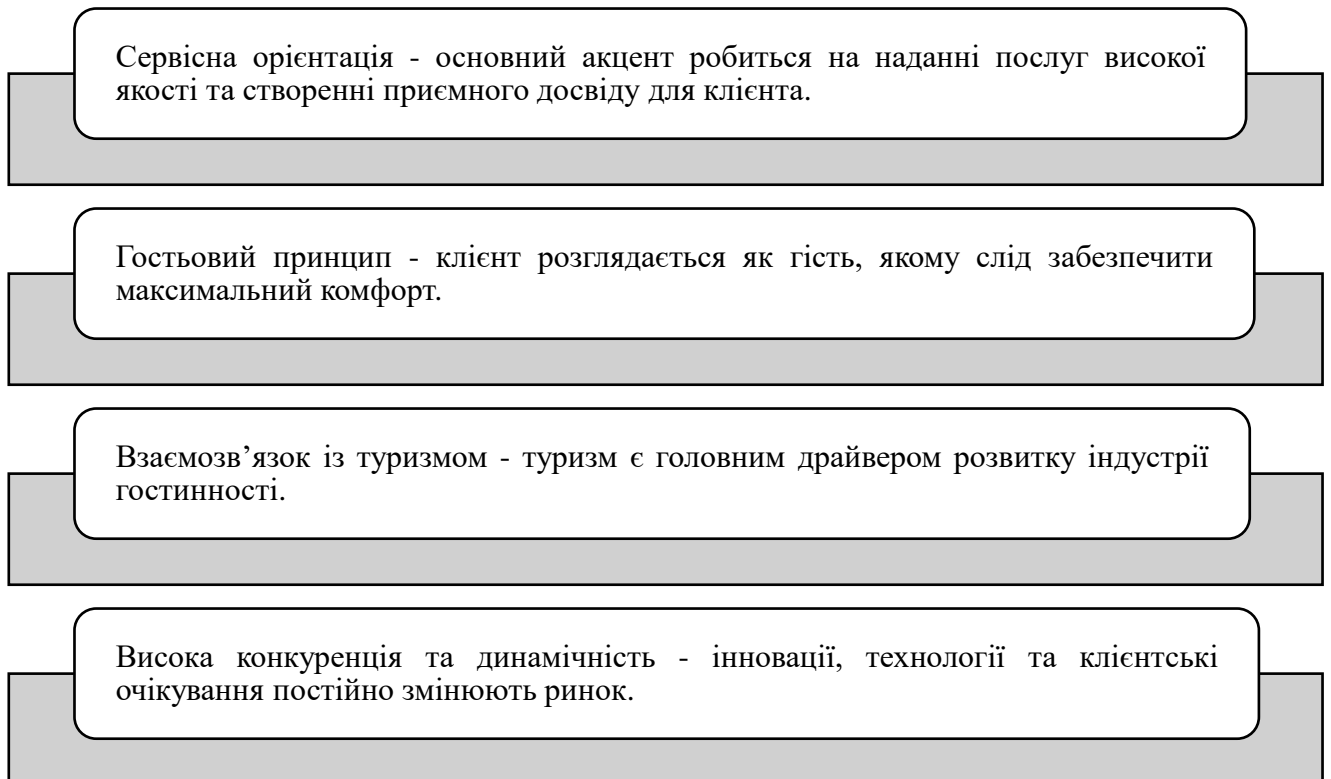 Сервісна орієнтація - основний акцент робиться на наданні послуг високої
якості та створенні приємного досвіду для клієнта.
Гостьовий принцип - клієнт розглядається як гість, якому слід забезпечити
максимальний комфорт.
Взаємозв’язок із туризмом - туризм є головним драйвером розвитку індустрії
гостинності.
Висока конкуренція та динамічність - інновації, технології та клієнтські
очікування постійно змінюють ринок.